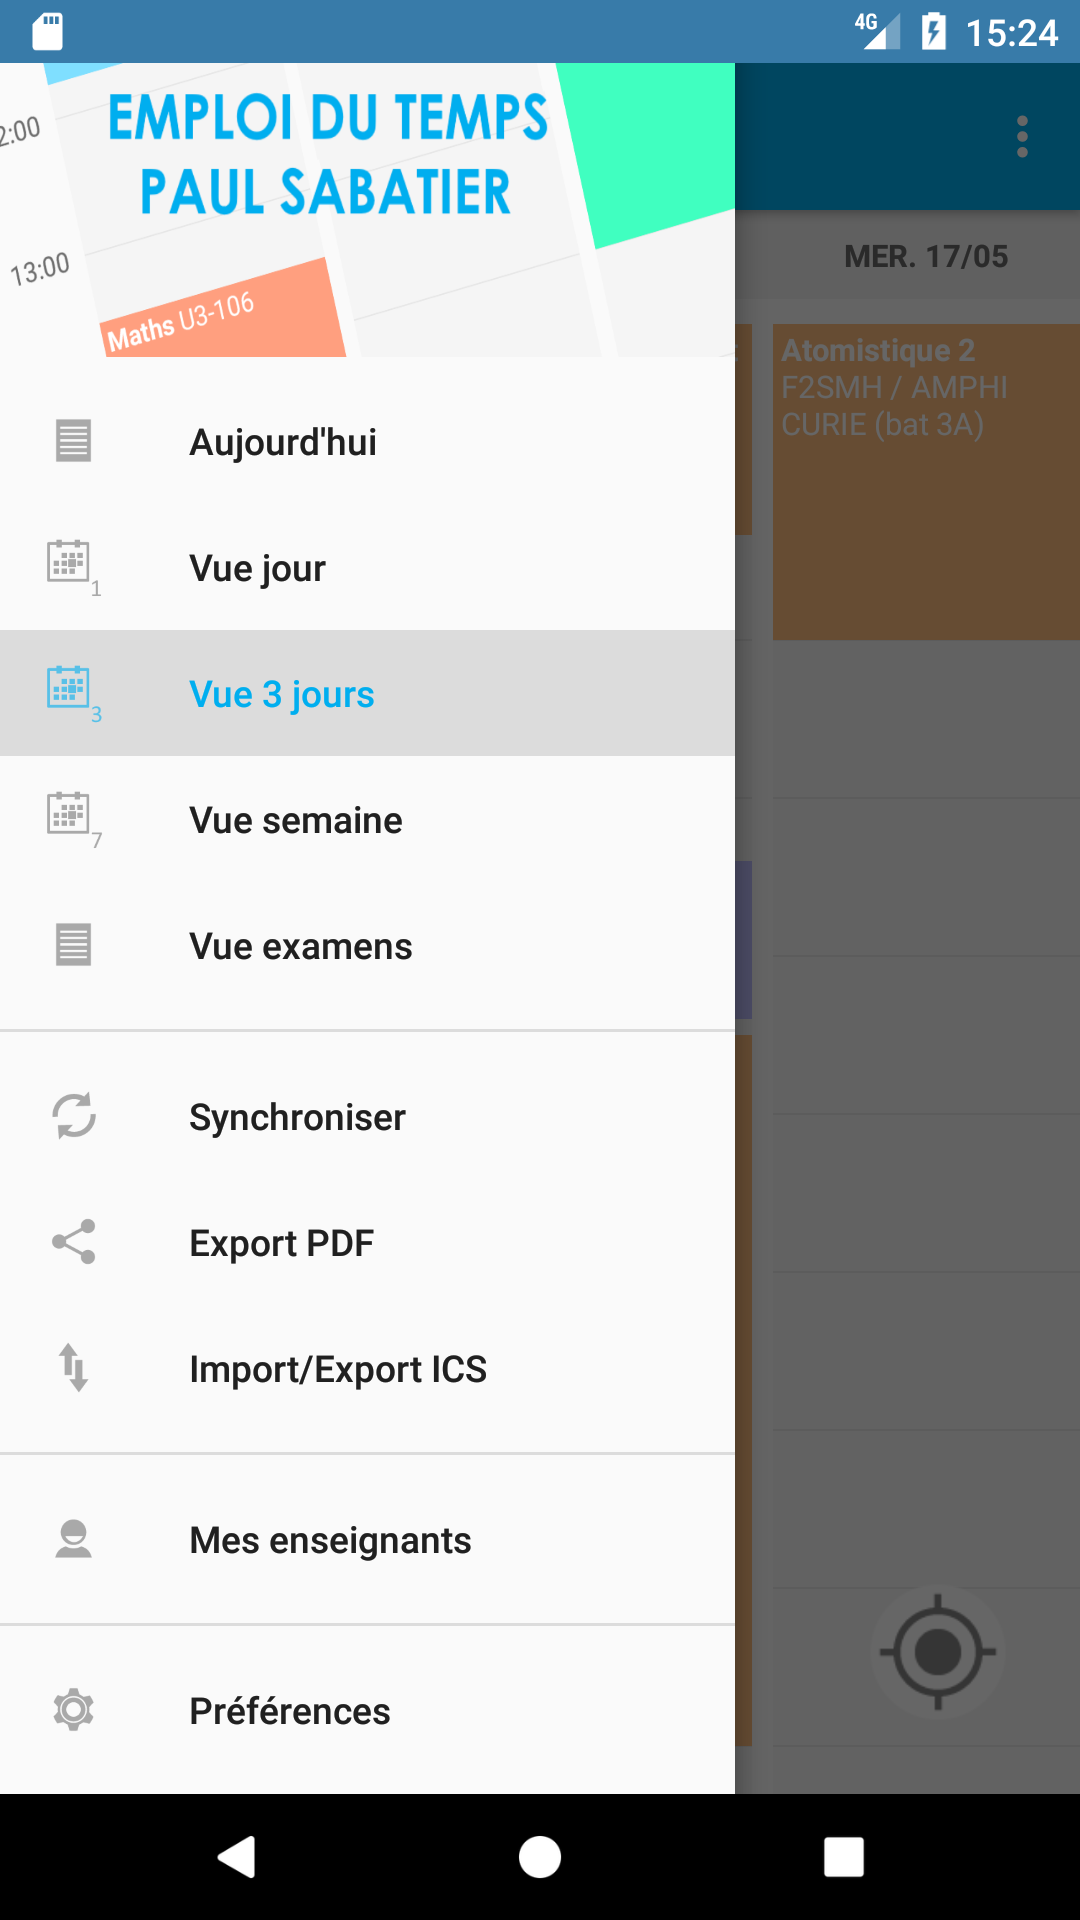 4G 15:24
2:00
EMPLOI DU TEMPS
PAUL SABATIER
13:00
Maths U3-106
MER. 17/05
Atomistique 2
F2SMH / AMPHI
CURIE (bat 3A)
Aujourd'hui
Vue jour
1
Vue 3 jours
3
Vue semaine
7
Vue examens
Synchroniser
Export PDF
Import/Export ICS
Mes enseignants
Préférences